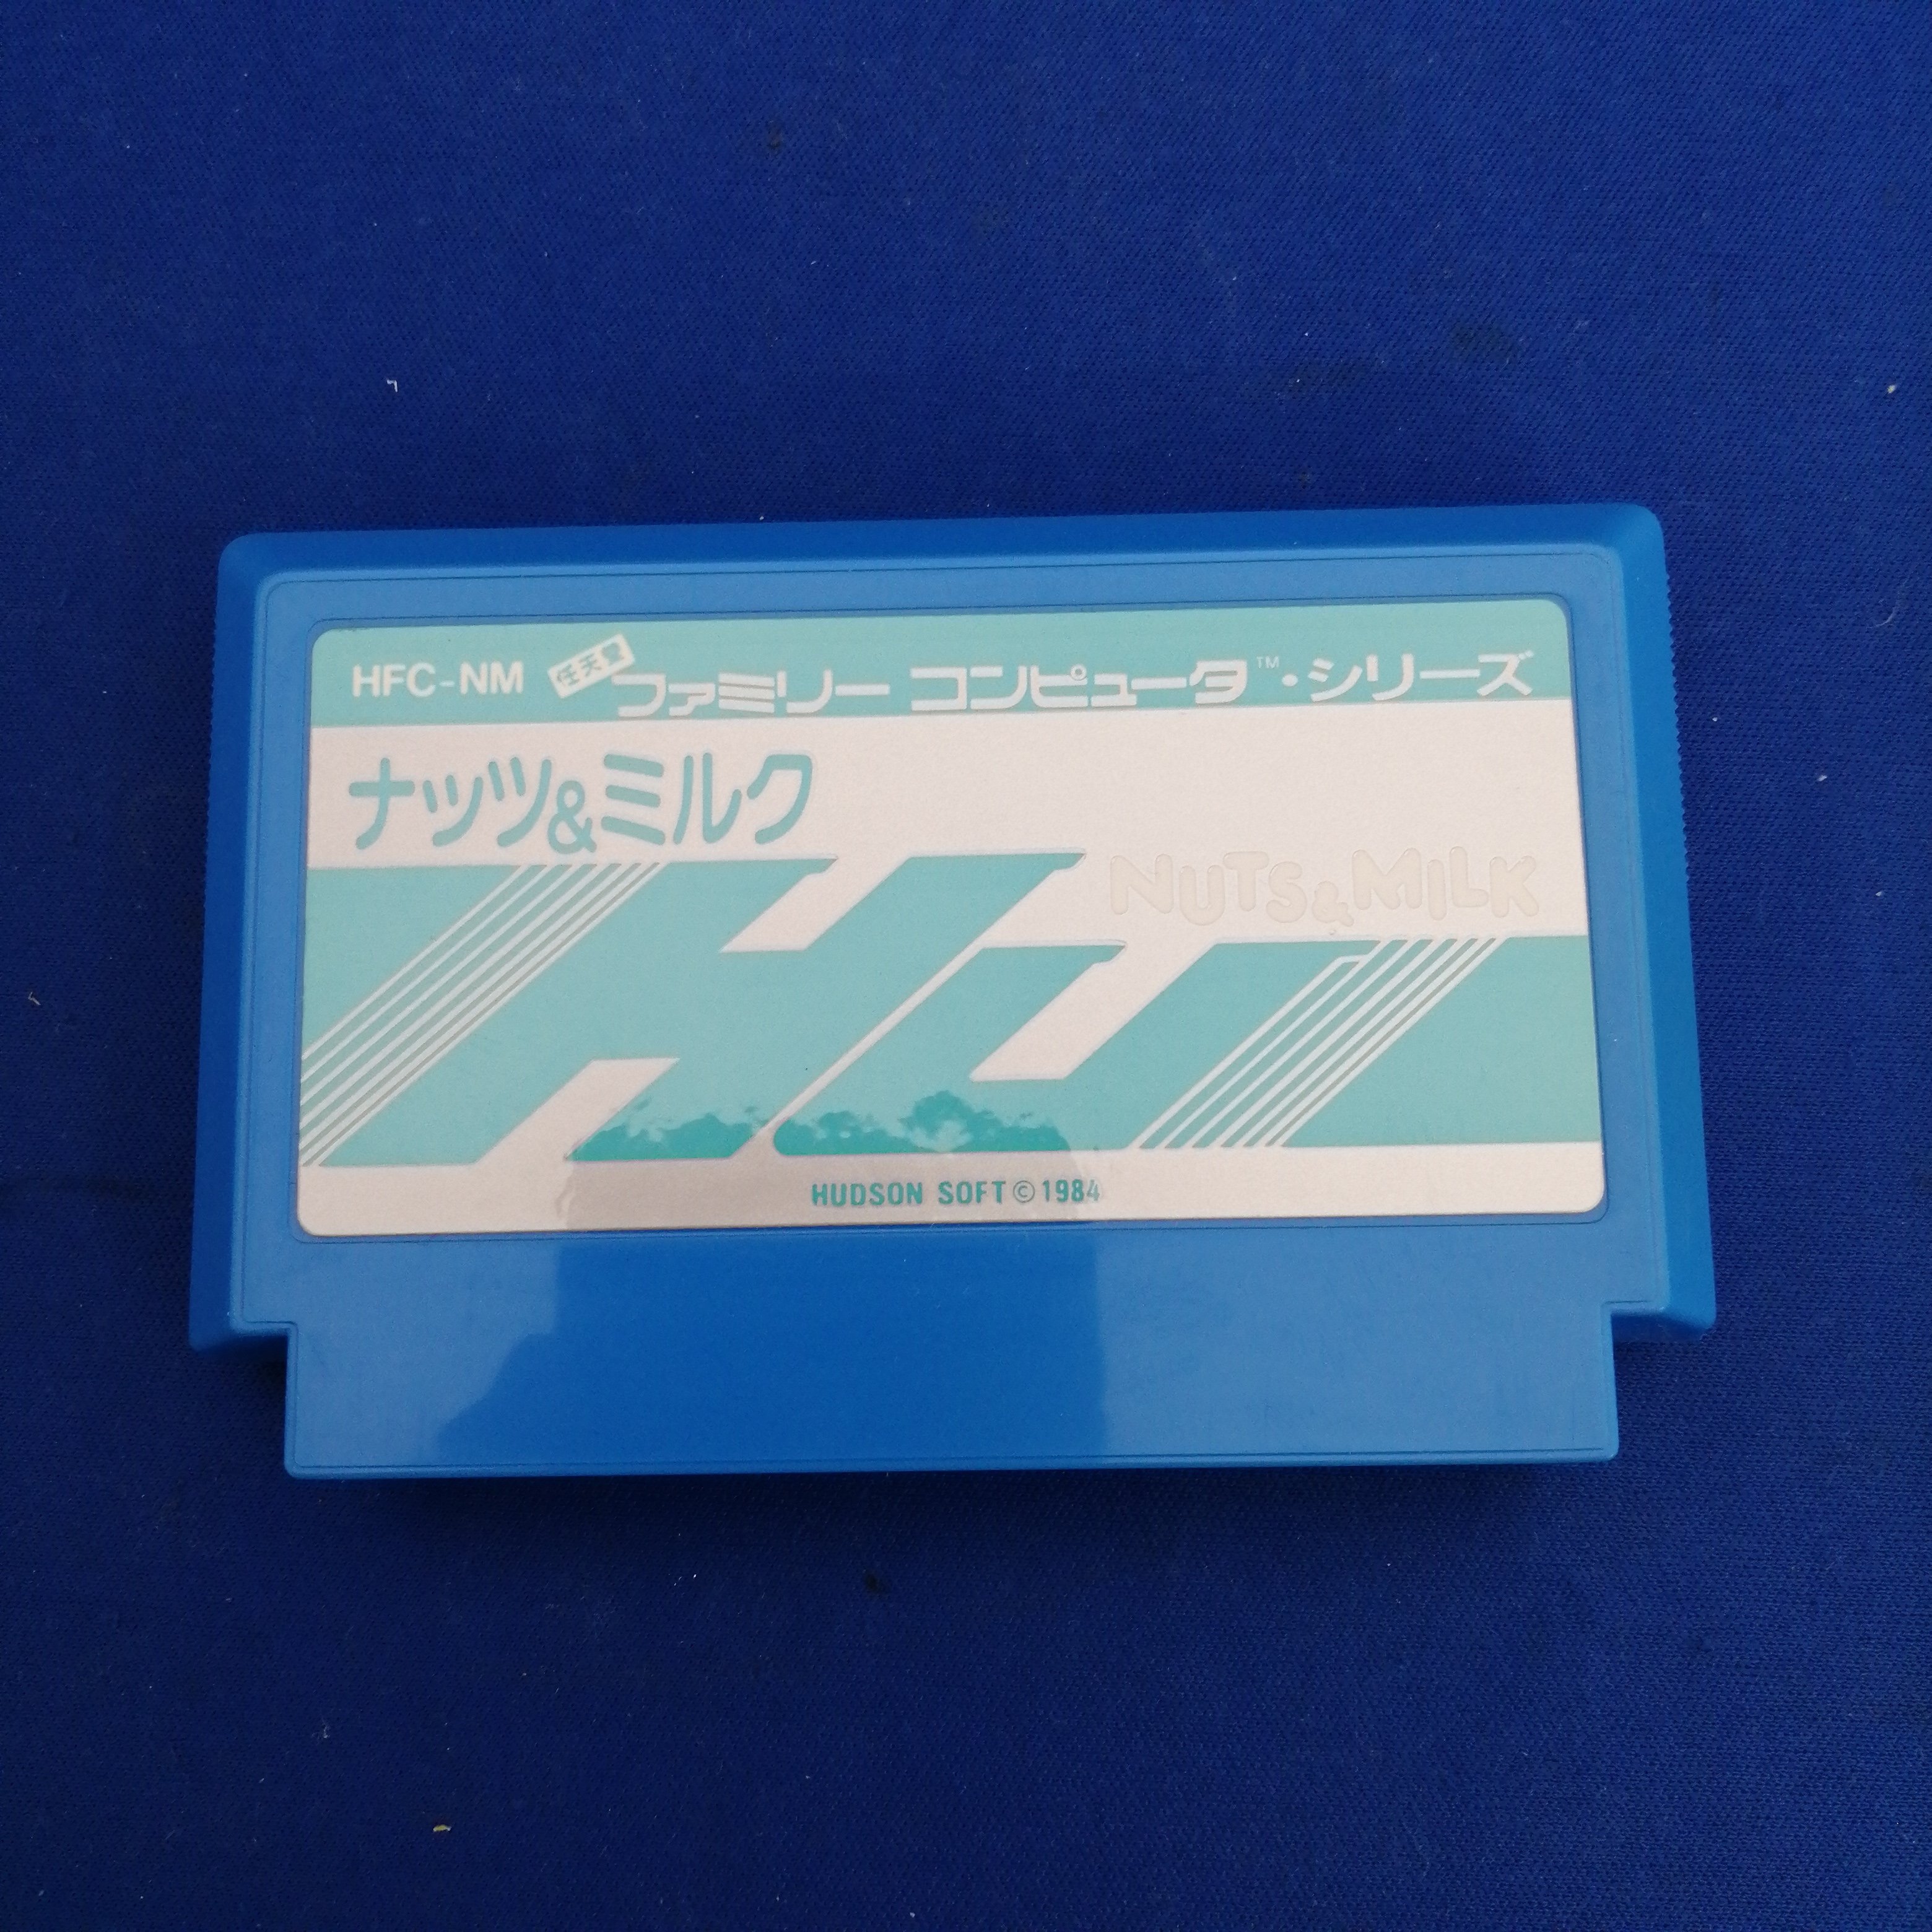 HFC-NM 任天堂 ファミリー コンピュータ™・シリーズ
ナッツ&ミルク
NUTS&MILK
HUDSON SOFT©1984